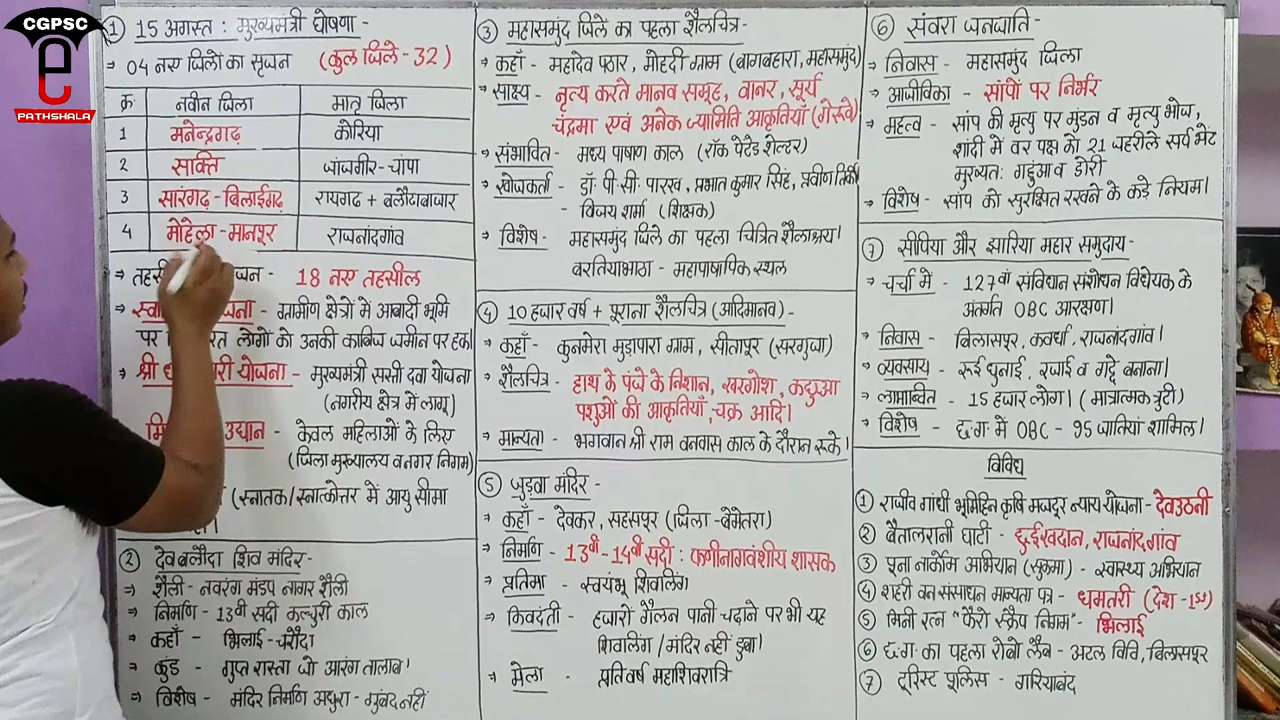 CGPSC
e
PATHSHALA
① 15 अगस्त : मुख्यमंत्री घोषणा -
→ 04 नए जिलों का सृजन (कुल जिले - 32)
क्र नवीन जिला मातृ जिला
1 मनेन्द्रगढ़ कोरिया
2 सक्ति जांजगीर-चांपा
3 सारंगढ़-बिलाईगढ़ रायगढ़ + बलौदाबाजार
4 मोहला-मानपुर राजनांदगांव
18 नए तहसील
ग्रामीण क्षेत्रों में आबादी भूमि
पर लोगों को उनकी काबिज जमीन पर हक।
→ श्री योजना - मुख्यमंत्री सस्ती दवा योजना
(नगरीय क्षेत्र में लागू)
उद्यान - केवल महिलाओं के लिए
(जिला मुख्यालय व नगर निगम)
(स्नातक/स्नात्कोत्तर में आयु सीमा
② देवबलौदा शिव मंदिर -
→ शैली - नवरंग मंडप नागर शैली
→ निर्माण - 13वी सदी कल्चुरी काल
→ कहाँ - भिलाई - चरौदा
→ कुंड - गुप्त रास्ता जो आरंग तालाब।
→ विशेष - मंदिर निर्माण अधुरा - गुंबद नहीं
③ महासमुंद जिले का पहला शैलचित्र -
→ कहाँ - महादेव पठार, मोहदी ग्राम (बागबहारा, महासमुंद)
→ साक्ष्य - नृत्य करते मानव समूह, वानर, सूर्य
चंद्रमा एवं अनेक ज्यामिति आकृतियाँ (गेरूवे)
→ संभावित - मध्य पाषाण काल (रॉक पेंटेड शेल्टर)
→ खोजकर्ता - डॉ. पी. सी. पारख, प्रभात कुमार सिंह, प्रवीण तिर्की
- विजय शर्मा (शिक्षक)
→ विशेष - महासमुंद जिले का पहला चित्रित शैलाश्रय।
बरतियाभाठा - महापाषाणिक स्थल
④ 10 हजार वर्ष + पुराना शैलचित्र (आदिमानव) -
→ कहाँ - कुनमेरा मुड़ापारा ग्राम, सीतापुर (सरगुजा)
→ शैलचित्र - हाथ के पंजे के निशान, खरगोश, कछुआ
पशुओं की आकृतियाँ, चक्र आदि।
→ मान्यता - भगवान श्री राम वनवास काल के दौरान रूके।
⑤ जुड़वा मंदिर -
→ कहाँ - देवकर, सहसपुर (जिला - बेमेतरा)
→ निर्माण - 13वी - 14वी सदी : फणीनागवंशीय शासक
→ प्रतिमा - स्वयंभू शिवलिंग
→ किंवदंती - हजारों गैलन पानी चढ़ाने पर भी यह
शिवलिंग / मंदिर नहीं डुबा।
→ मेला - प्रतिवर्ष महाशिवरात्रि
⑥ संवरा जनजाति -
→ निवास - महासमुंद जिला
→ आजीविका - सांपों पर निर्भर
→ महत्व - सांप की मृत्यु पर मुंडन व मृत्यु भोज,
शादी में वर पक्ष को 21 जहरीले सर्प भेट
मुख्यतः गहुंआ व डोरी
→ विशेष - सांप को सुरक्षित रखने के कड़े नियम।
⑦ सीपिया और झारिया महार समुदाय -
→ चर्चा में - 127वां संविधान संशोधन विधेयक के
अंतर्गत OBC आरक्षण।
→ निवास - बिलासपुर, कवर्धा, राजनांदगांव।
→ व्यवसाय - रूई धुनाई, रजाई व गद्दे बनाना।
→ लाभान्वित - 15 हजार लोग। (मात्रात्मक त्रुटी)
→ विशेष - छ.ग. में OBC - 95 जातियां शामिल।
विविध
① राजीव गांधी भूमिहिन कृषि मजदूर न्याय योजना - देवउठनी
② बैतालरानी घाटी - छुईखदान, राजनांदगांव
③ पूना नार्कोम अभियान (सुकमा) - स्वास्थ्य अभियान
④ शहरी वन संसाधन मान्यता पत्र - धमतरी (देश - 1st)
⑤ मिनी रत्न "फैरो स्क्रैप निगम" - भिलाई
⑥ छ.ग. का पहला रोबो लैब - अटल विवि, बिलासपुर
⑦ टूरिस्ट पुलिस - गरियाबंद